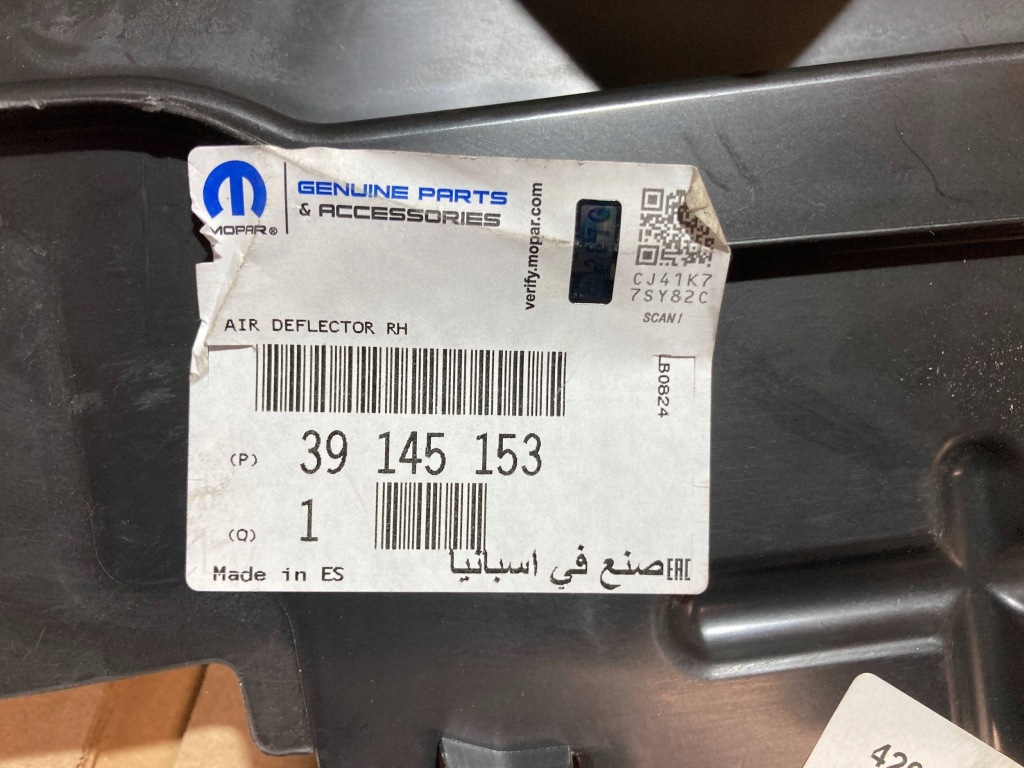 MOPAR®
GENUINE PARTS
& ACCESSORIES
verify.mopar.com
CJ41K7
7SY82C
SCAN!
AIR DEFLECTOR RH
LB0824
(P) 39 145 153
(Q) 1
Made in ES
صنع في اسبانيا
EAC